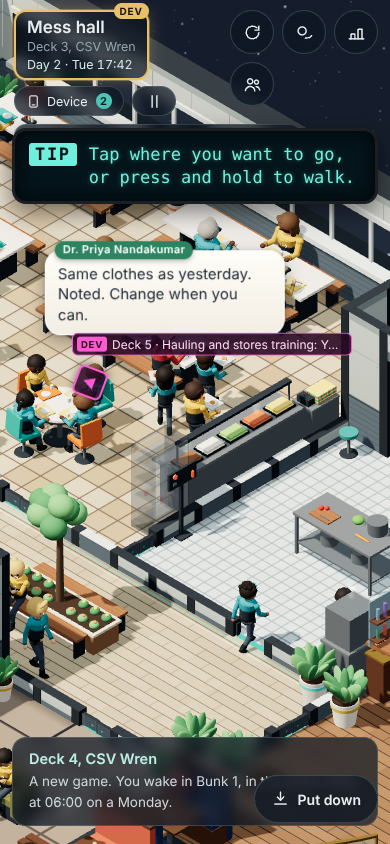 DEV
Mess hall
Deck 3, CSV Wren
Day 2 · Tue 17:42
Device 2
TIP Tap where you want to go,
or press and hold to walk.
Dr. Priya Nandakumar
Same clothes as yesterday.
Noted. Change when you
can.
DEV Deck 5 · Hauling and stores training: Y...
Deck 4, CSV Wren
A new game. You wake in Bunk 1, in
at 06:00 on a Monday.
Put down